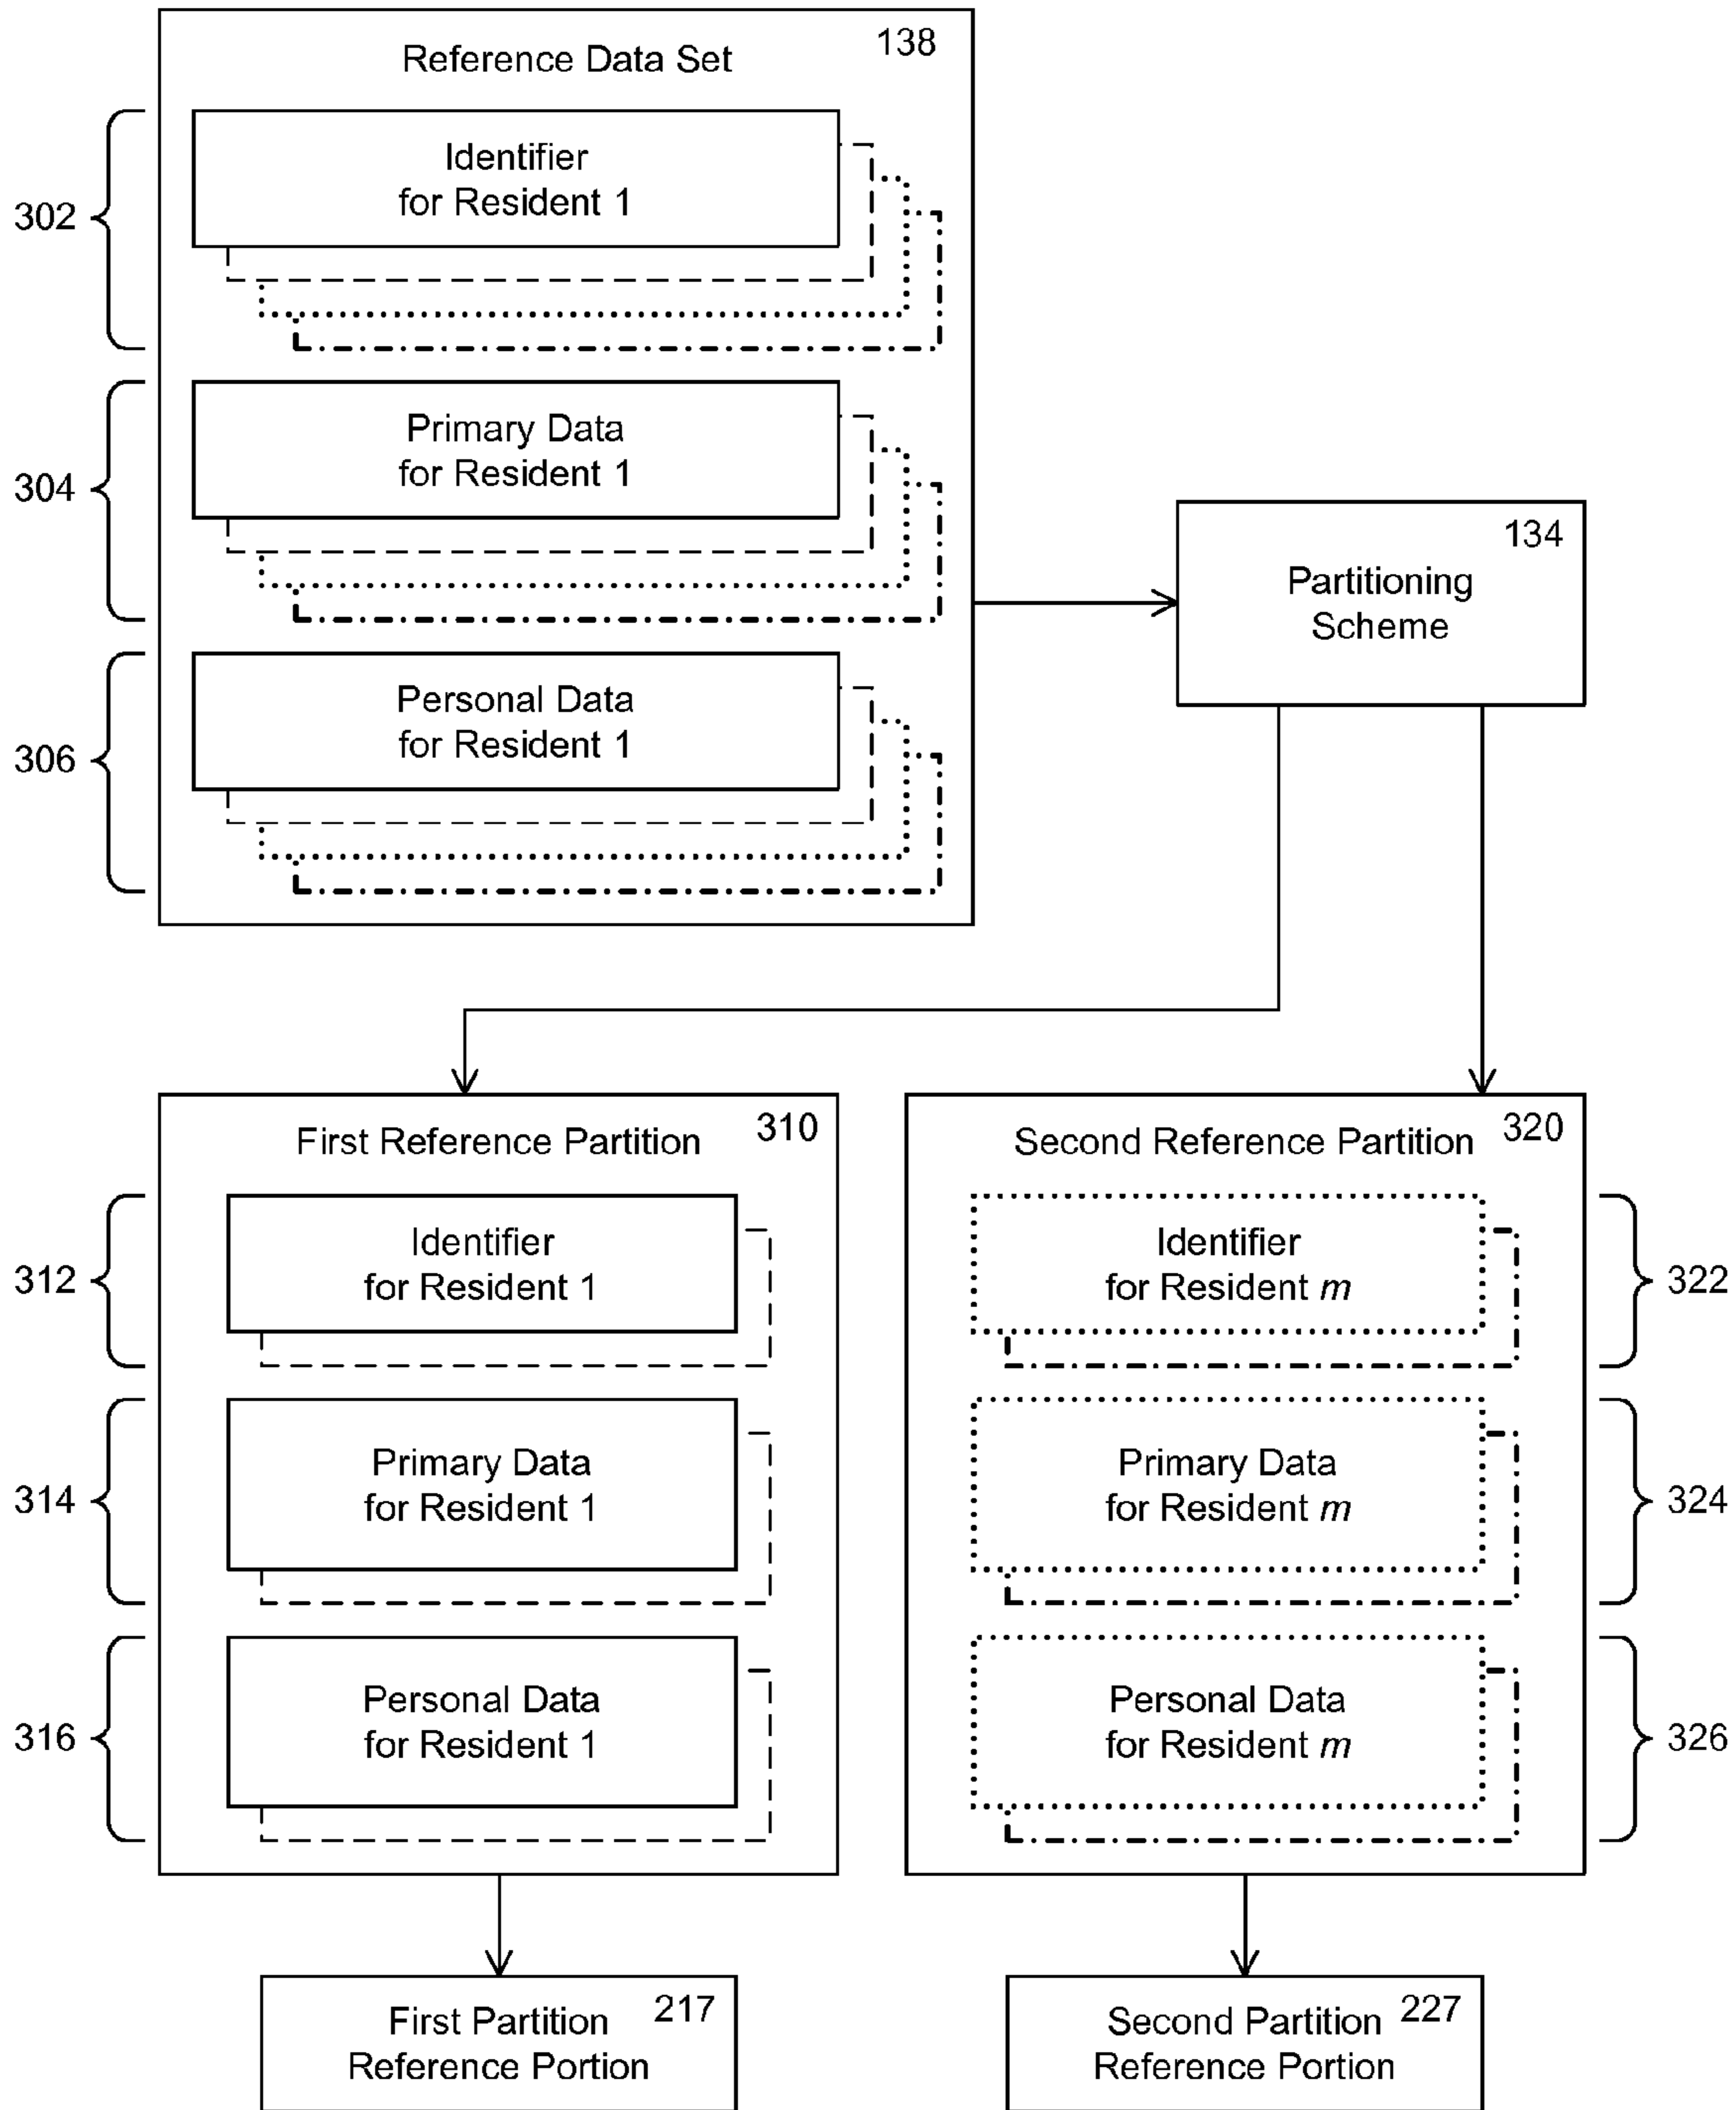 Reference Data Set
138
302
Identifier
for Resident 1
304
Primary Data
for Resident 1
306
Personal Data
for Resident 1
134
Partitioning
Scheme
First Reference Partition
310
312
Identifier
for Resident 1
314
Primary Data
for Resident 1
316
Personal Data
for Resident 1
Second Reference Partition
320
Identifier
for Resident m
322
Primary Data
for Resident m
324
Personal Data
for Resident m
326
First Partition
Reference Portion
217
Second Partition
Reference Portion
227